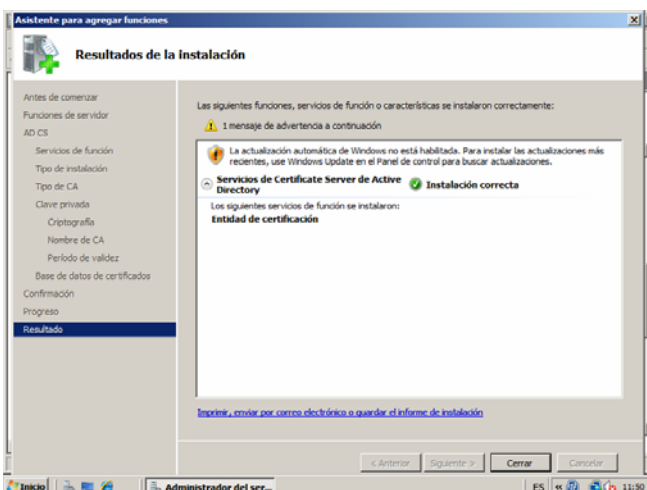 Asistente para agregar funciones
Resultados de la instalación
Antes de comenzar
Funciones de servidor
AD CS
Servicios de función
Tipo de instalación
Tipo de CA
Clave privada
Criptografía
Nombre de CA
Período de validez
Base de datos de certificados
Confirmación
Progreso
Resultado
Las siguientes funciones, servicios de función o características se instalaron correctamente:
1 mensaje de advertencia a continuación
La actualización automática de Windows no está habilitada. Para instalar las actualizaciones más
recientes, use Windows Update en el Panel de control para buscar actualizaciones.
Servicios de Certificate Server de Active
Directory
Instalación correcta
Los siguientes servicios de función se instalaron:
Entidad de certificación
Imprimir, enviar por correo electrónico o guardar el informe de instalación
< Anterior
Siguiente >
Cerrar
Cancelar
Inicio
Administrador del ser...
ES
«
11:50